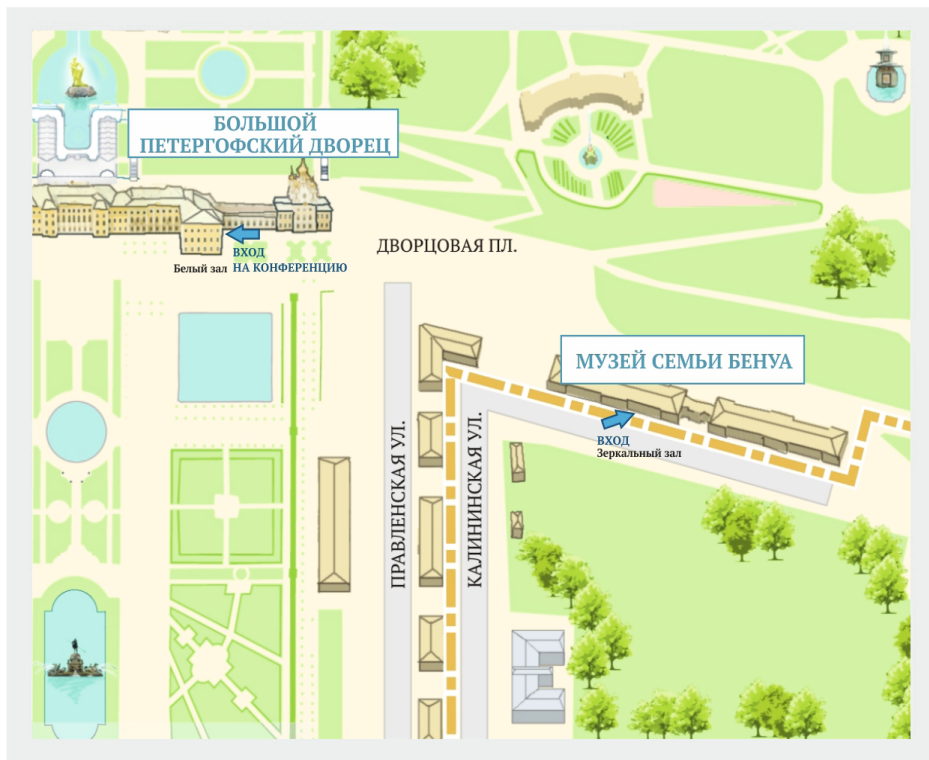 БОЛЬШОЙ
ПЕТЕРГОФСКИЙ ДВОРЕЦ
ДВОРЦОВАЯ ПЛ.
ВХОД
НА КОНФЕРЕНЦИЮ
Белый зал
МУЗЕЙ СЕМЬИ БЕНУА
ВХОД
Зеркальный зал
ПРАВЛЕНСКАЯ УЛ.
КАЛИНИНСКАЯ УЛ.